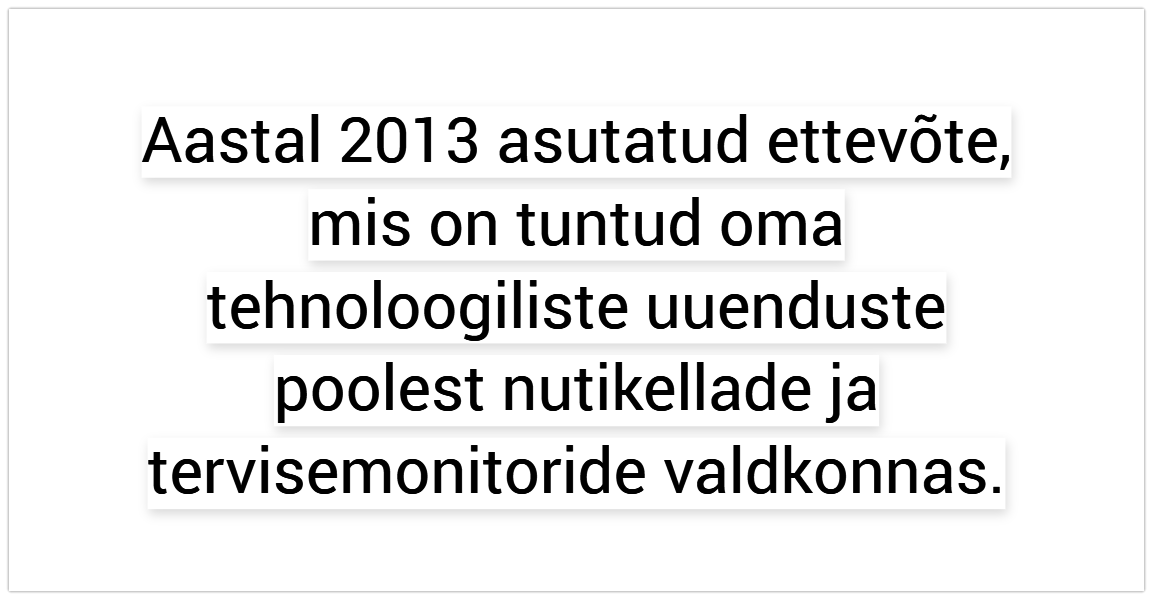 Aastal 2013 asutatud ettevõte,
mis on tuntud oma
tehnoloogiliste uuenduste
poolest nutikellade ja
tervisemonitoride valdkonnas.